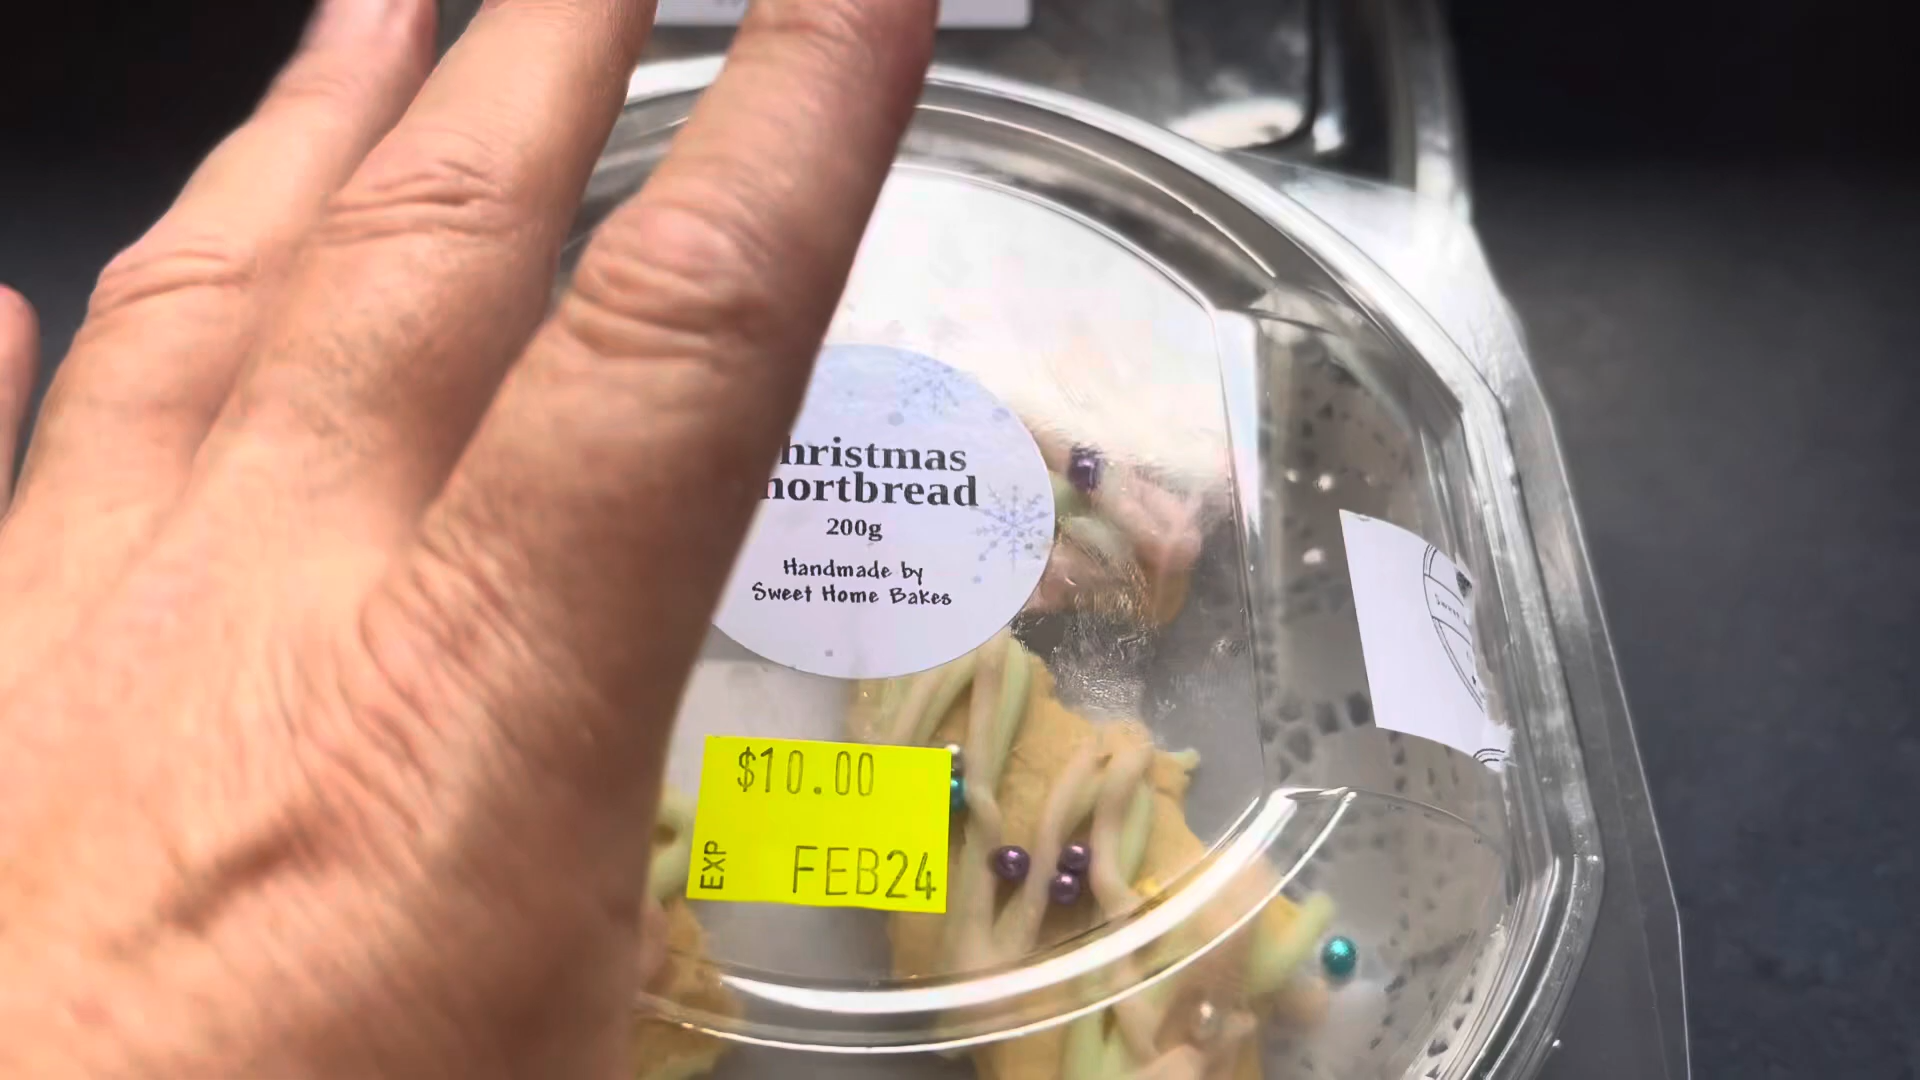 hristmas
hortbread
200g
Handmade by
Sweet Home Bakes
$10.00
EXP FEB24